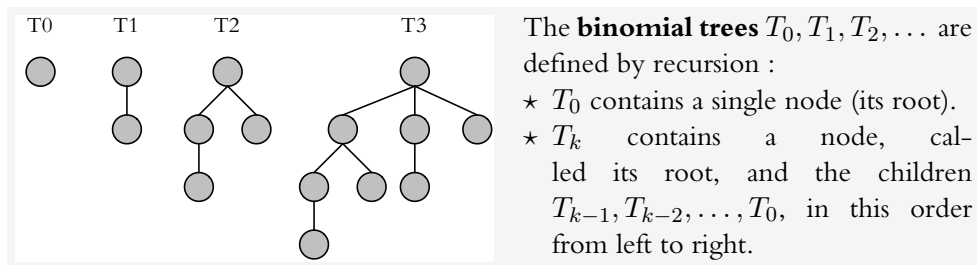 T0 T1 T2 T3
The binomial trees T₀, T₁, T₂, . . . are
defined by recursion :
⋆ T₀ contains a single node (its root).
⋆ Tₖ contains a node, cal-
led its root, and the children
Tₖ₋₁, Tₖ₋₂, . . . , T₀, in this order
from left to right.